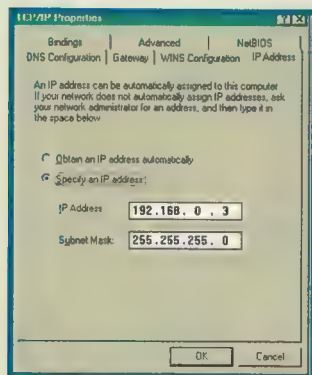 TCP/IP Properties
Bindings Advanced NetBIOS
DNS Configuration Gateway WINS Configuration IP Address
An IP address can be automatically assigned to this computer
If your network does not automatically assign IP addresses, ask
your network administrator for an address, and then type it in
the space below
Obtain an IP address automatically
Specify an IP address:
IP Address 192.168. 0 . 3
Subnet Mask: 255.255.255. 0
OK Cancel